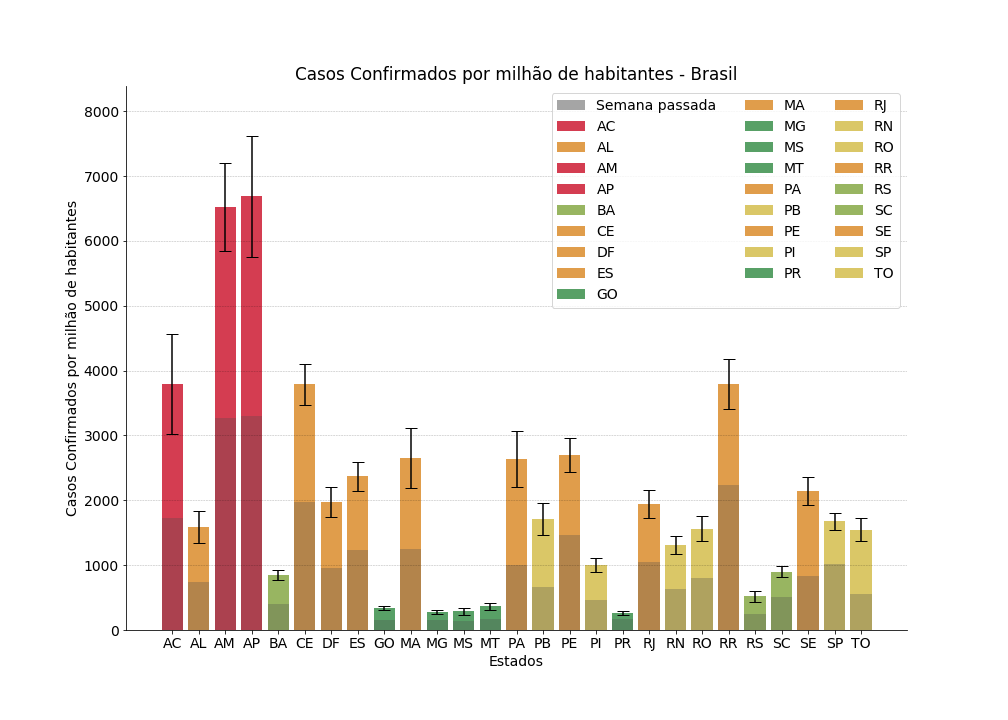 Casos Confirmados por milhão de habitantes - Brasil
Casos Confirmados por milhão de habitantes
8000
7000
6000
5000
4000
3000
2000
1000
0
Semana passada
AC
AL
AM
AP
BA
CE
DF
ES
GO
MA
MG
MS
MT
PA
PB
PE
PI
PR
RJ
RN
RO
RR
RS
SC
SE
SP
TO
AC AL AM AP BA CE DF ES GO MA MG MS MT PA PB PE PI PR RJ RN RO RR RS SC SE SP TO
Estados